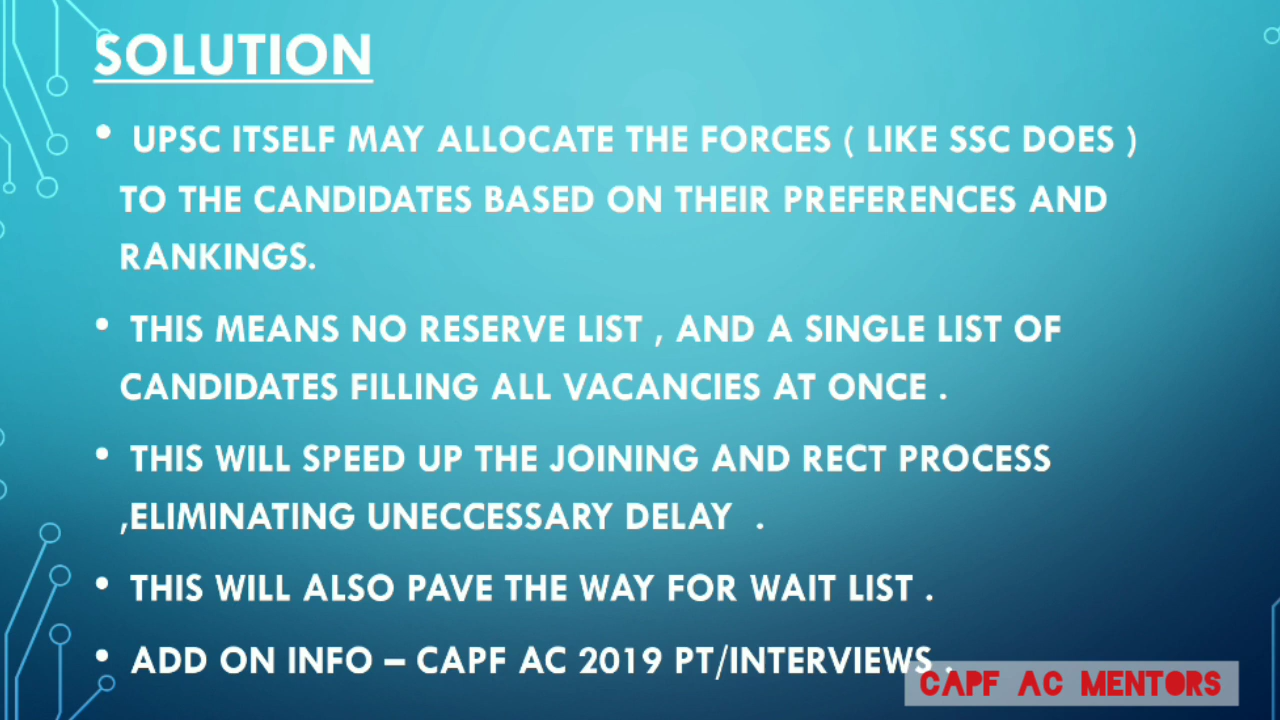 SOLUTION
• UPSC ITSELF MAY ALLOCATE THE FORCES ( LIKE SSC DOES )
TO THE CANDIDATES BASED ON THEIR PREFERENCES AND
RANKINGS.
• THIS MEANS NO RESERVE LIST , AND A SINGLE LIST OF
CANDIDATES FILLING ALL VACANCIES AT ONCE .
• THIS WILL SPEED UP THE JOINING AND RECT PROCESS
,ELIMINATING UNECCESSARY DELAY .
• THIS WILL ALSO PAVE THE WAY FOR WAIT LIST .
• ADD ON INFO – CAPF AC 2019 PT/INTERVIEWS .
CAPF AC MENTORS